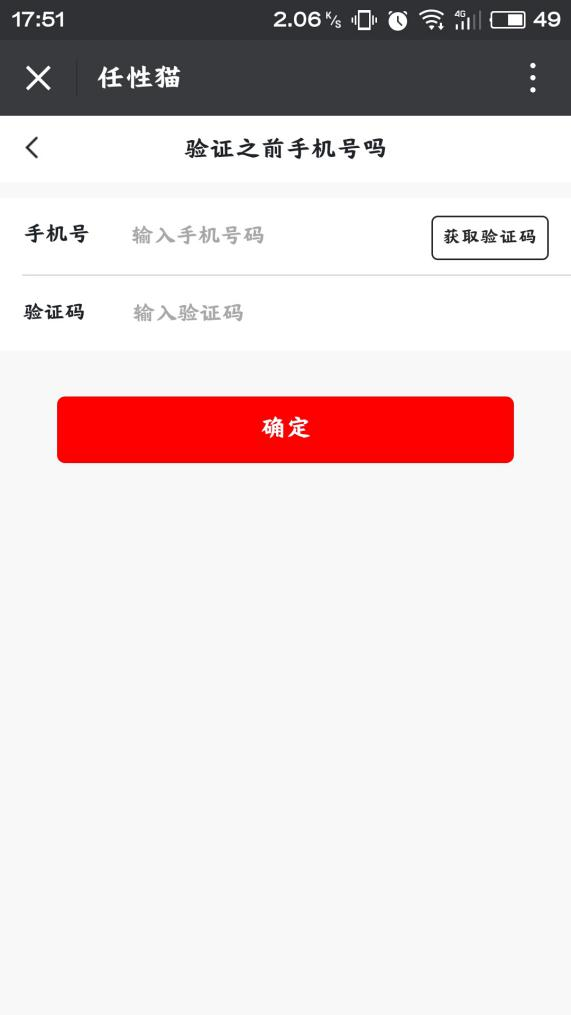 17:51 2.06 K/s 4G 49
任性猫
验证之前手机号吗
手机号 输入手机号码 获取验证码
验证码 输入验证码
确定